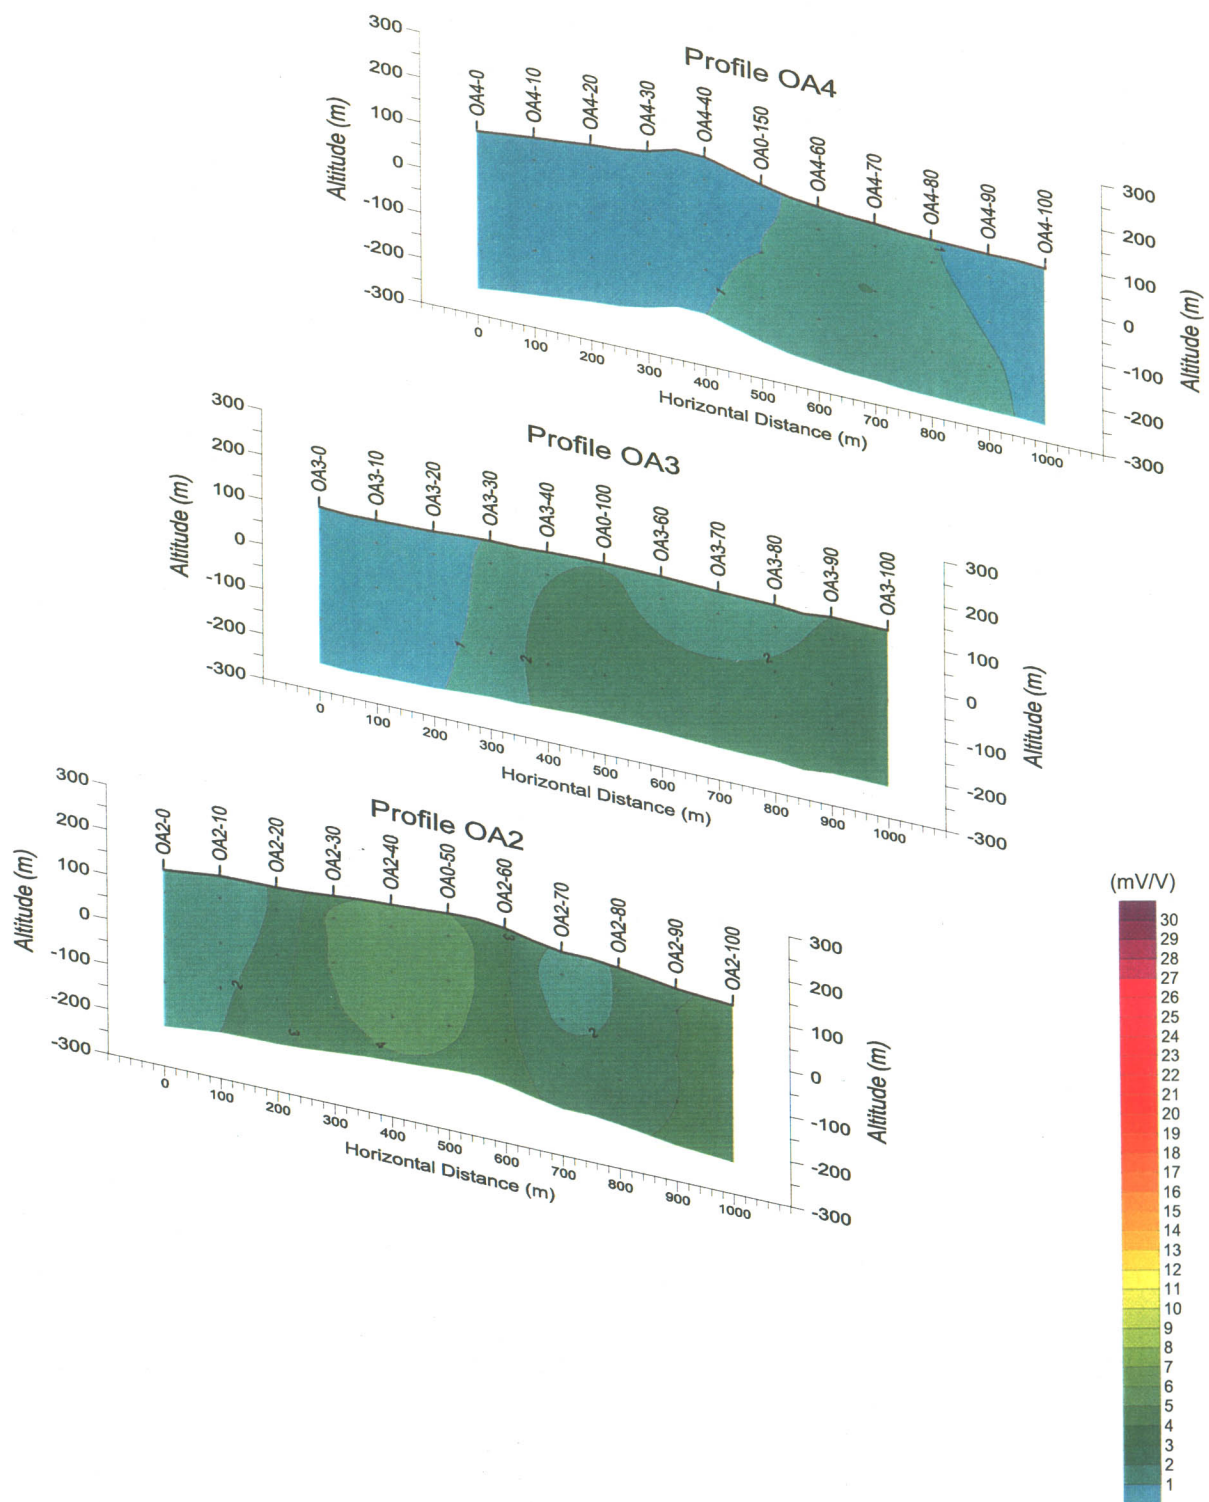 Profile OA4
300
200
100
0
-100
-200
-300
Altitude (m)
OA4-0
OA4-10
OA4-20
OA4-30
OA4-40
OA0-150
OA4-60
OA4-70
OA4-80
OA4-90
OA4-100
1
1
300
200
100
0
-100
-200
-300
Altitude (m)
0
100
200
300
400
500
600
700
800
900
1000
Horizontal Distance (m)
Profile OA3
300
200
100
0
-100
-200
-300
Altitude (m)
OA3-0
OA3-10
OA3-20
OA3-30
OA3-40
OA0-100
OA3-60
OA3-70
OA3-80
OA3-90
OA3-100
1
2
2
300
200
100
0
-100
-200
-300
Altitude (m)
0
100
200
300
400
500
600
700
800
900
1000
Horizontal Distance (m)
Profile OA2
300
200
100
0
-100
-200
-300
Altitude (m)
OA2-0
OA2-10
OA2-20
OA2-30
OA2-40
OA0-50
OA2-60
OA2-70
OA2-80
OA2-90
OA2-100
2
3
4
3
2
300
200
100
0
-100
-200
-300
Altitude (m)
0
100
200
300
400
500
600
700
800
900
1000
Horizontal Distance (m)
(mV/V)
30
29
28
27
26
25
24
23
22
21
20
19
18
17
16
15
14
13
12
11
10
9
8
7
6
5
4
3
2
1